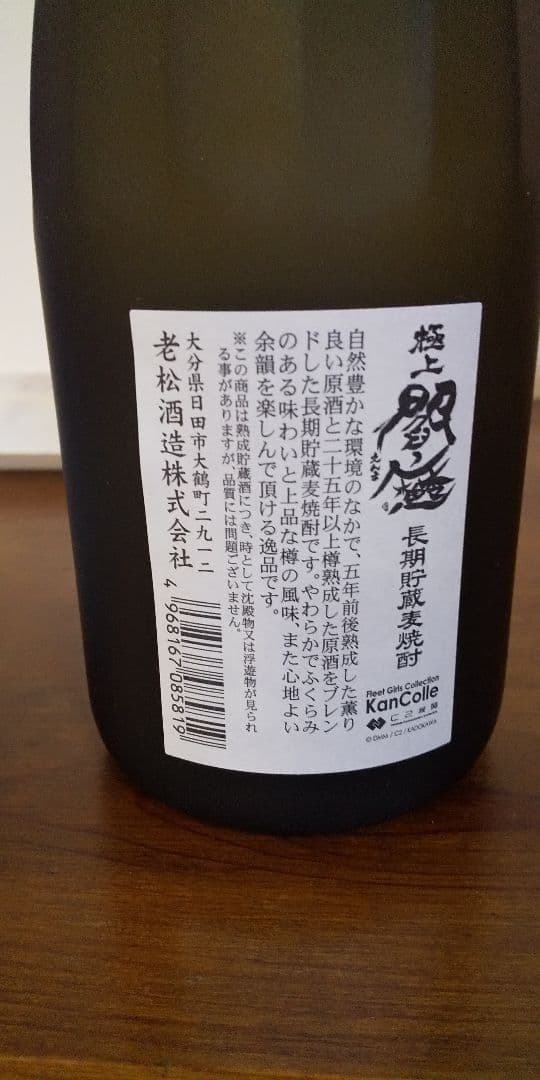 極上
閻魔
長期貯蔵麦焼酎
Fleet Girls Collection
KanColle
C2機関
© DMM / C2 / KADOKAWA
自然豊かな環境のなかで、五年前後熟成した薫り
良い原酒と二十五年以上樽熟成した原酒をブレン
ドした長期貯蔵麦焼酎です。やわらかでふくらみ
のある味わいと上品な樽の風味、また心地よい
余韻を楽しんで頂ける逸品です。
※この商品は熟成貯蔵酒につき、時として沈殿物又は浮遊物が見られ
る事がありますが、品質には問題ございません。
大分県日田市大鶴町二九一二
老松酒造株式会社
4968167085819